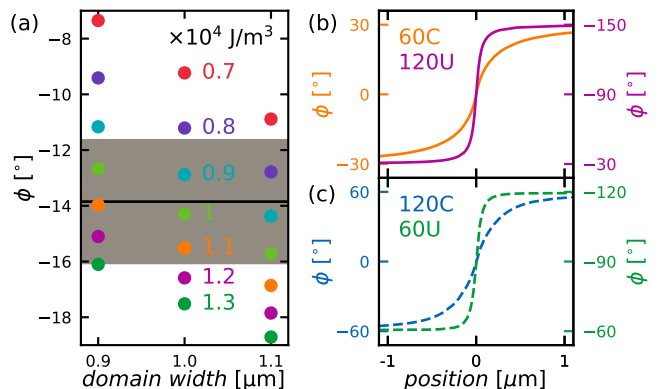 (a)
×10⁴ J/m³
0.7
0.8
0.9
1
1.1
1.2
1.3
−8
−10
−12
−14
−16
−18
ϕ [°]
0.9
1.0
1.1
domain width [μm]
(b)
60C
120U
30
0
−30
ϕ [°]
−150
−90
−30
ϕ [°]
(c)
120C
60U
60
0
−60
ϕ [°]
−120
−90
−60
ϕ [°]
−1
0
1
position [μm]